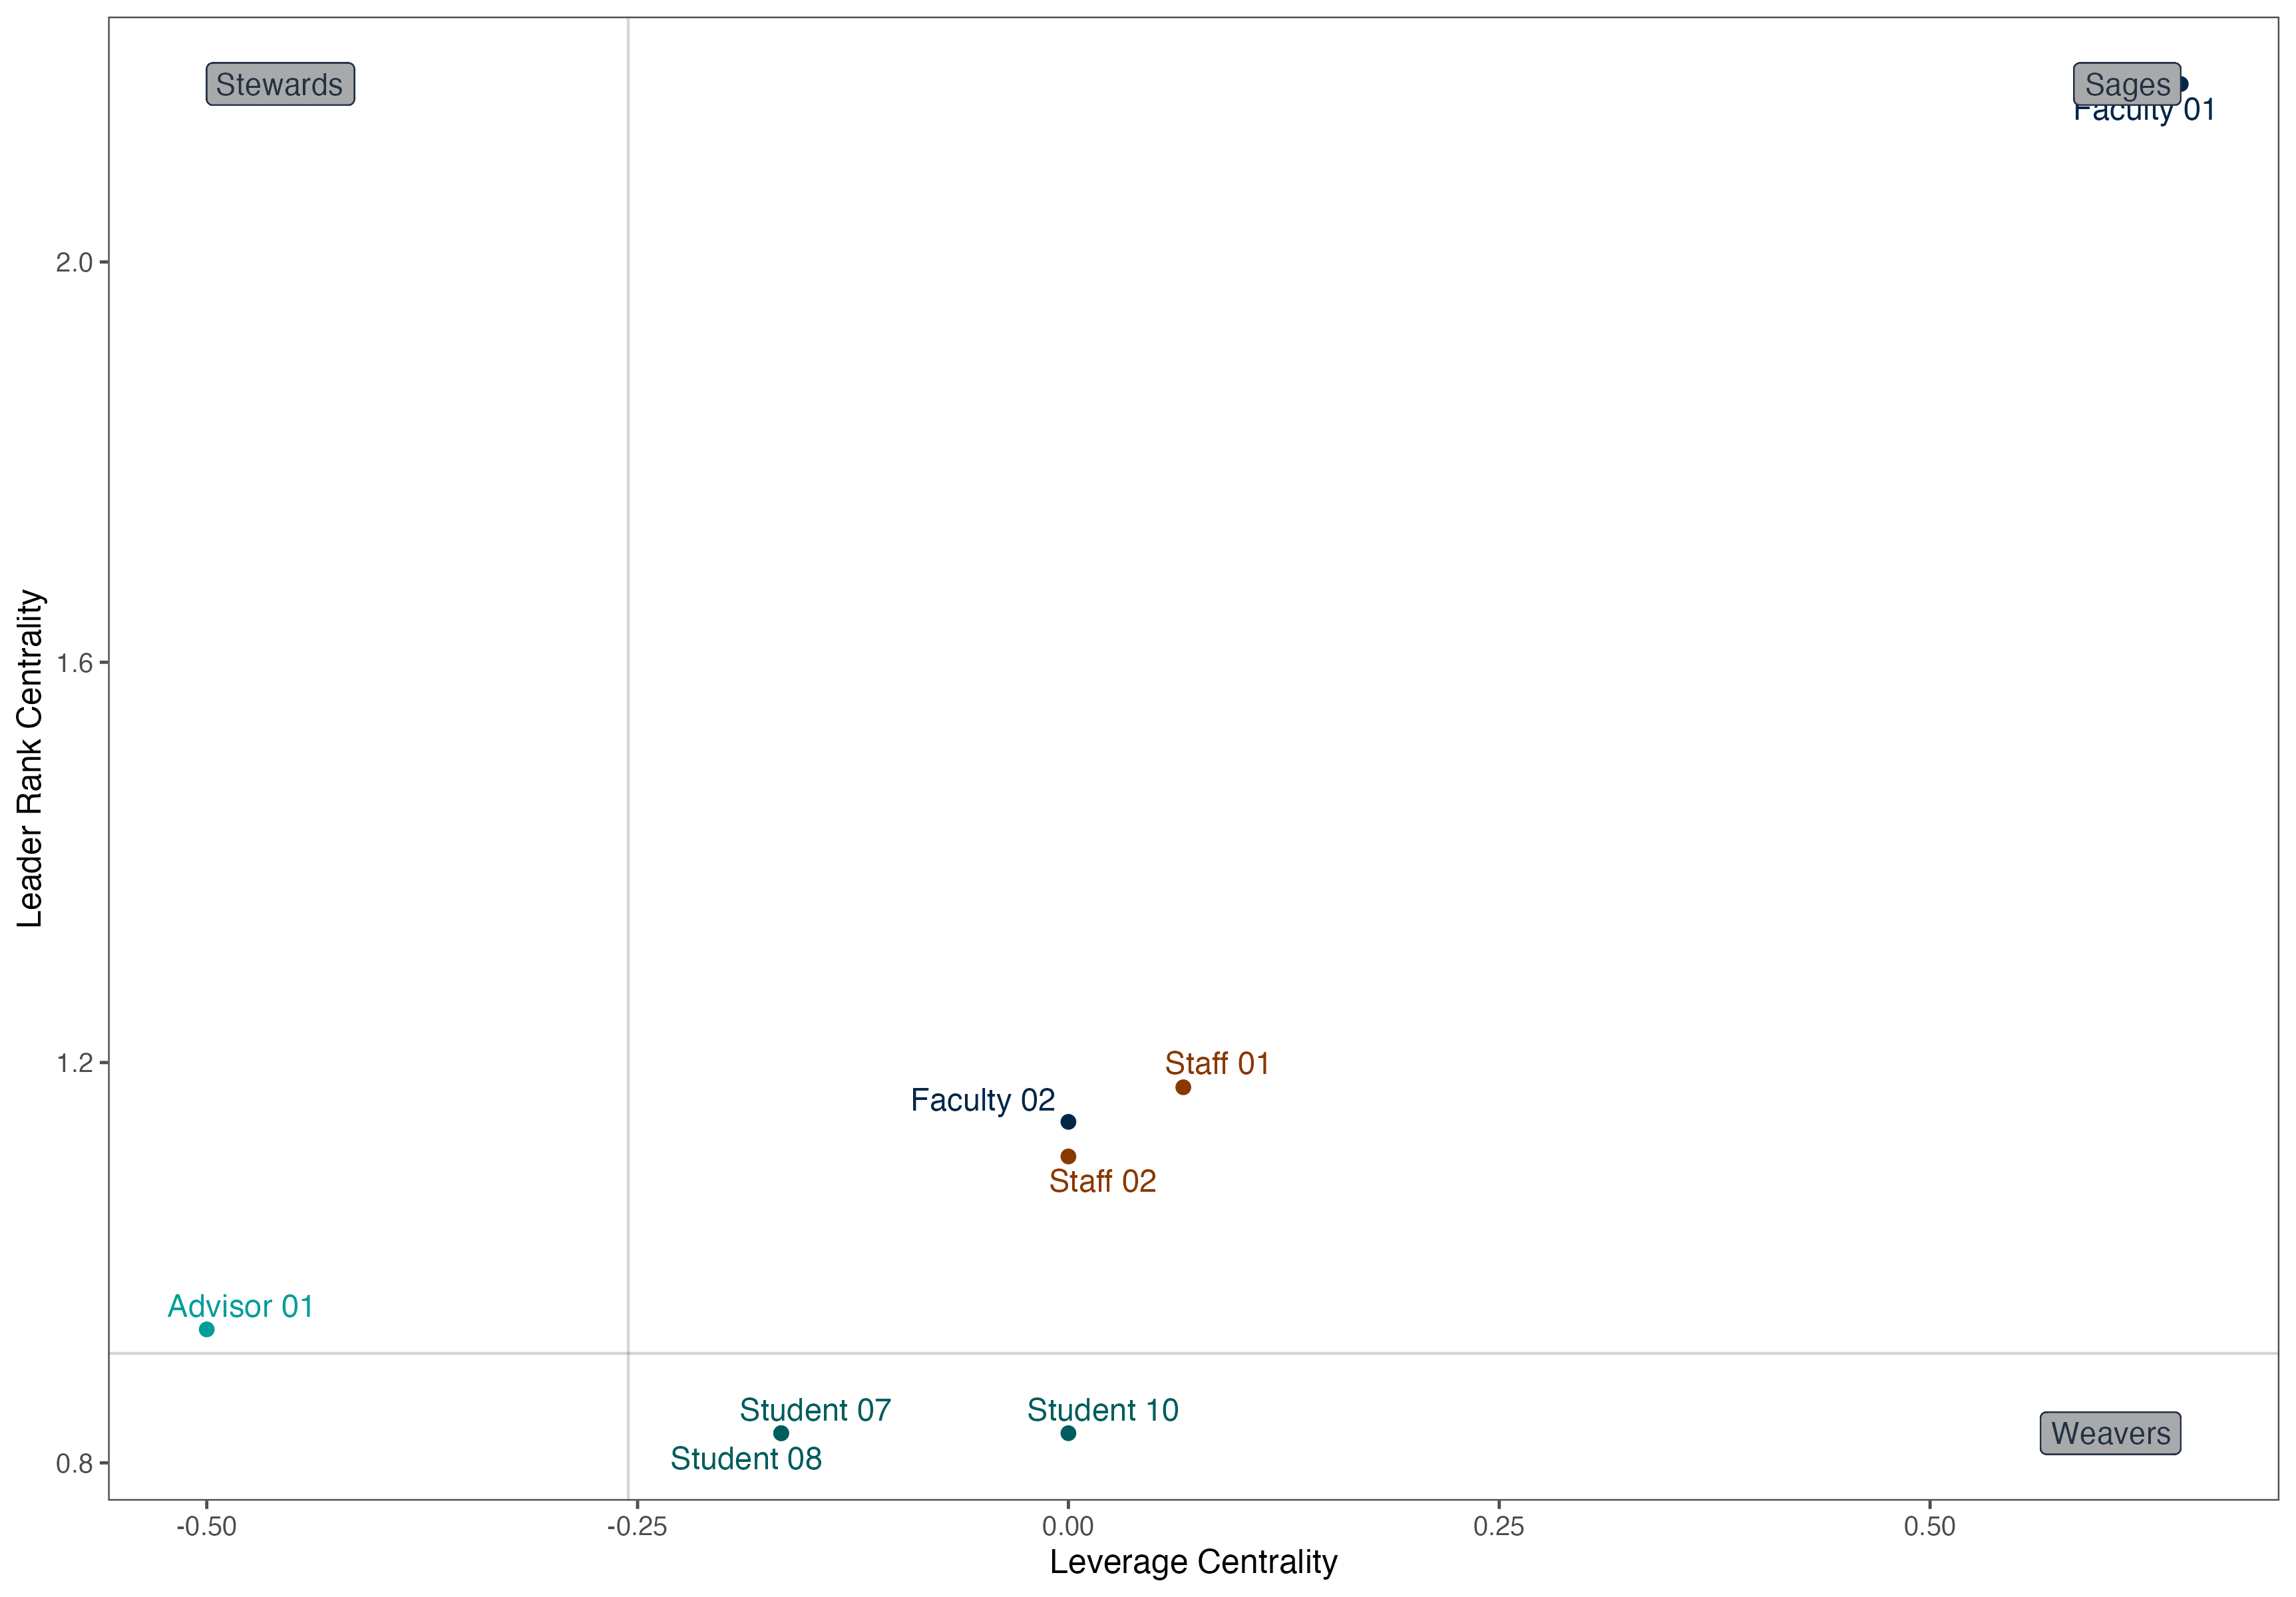 Stewards
Sages
Faculty 01
2.0
1.6
1.2
0.8
Leader Rank Centrality
Staff 01
Faculty 02
Staff 02
Advisor 01
Student 07
Student 10
Weavers
Student 08
-0.50
-0.25
0.00
0.25
0.50
Leverage Centrality